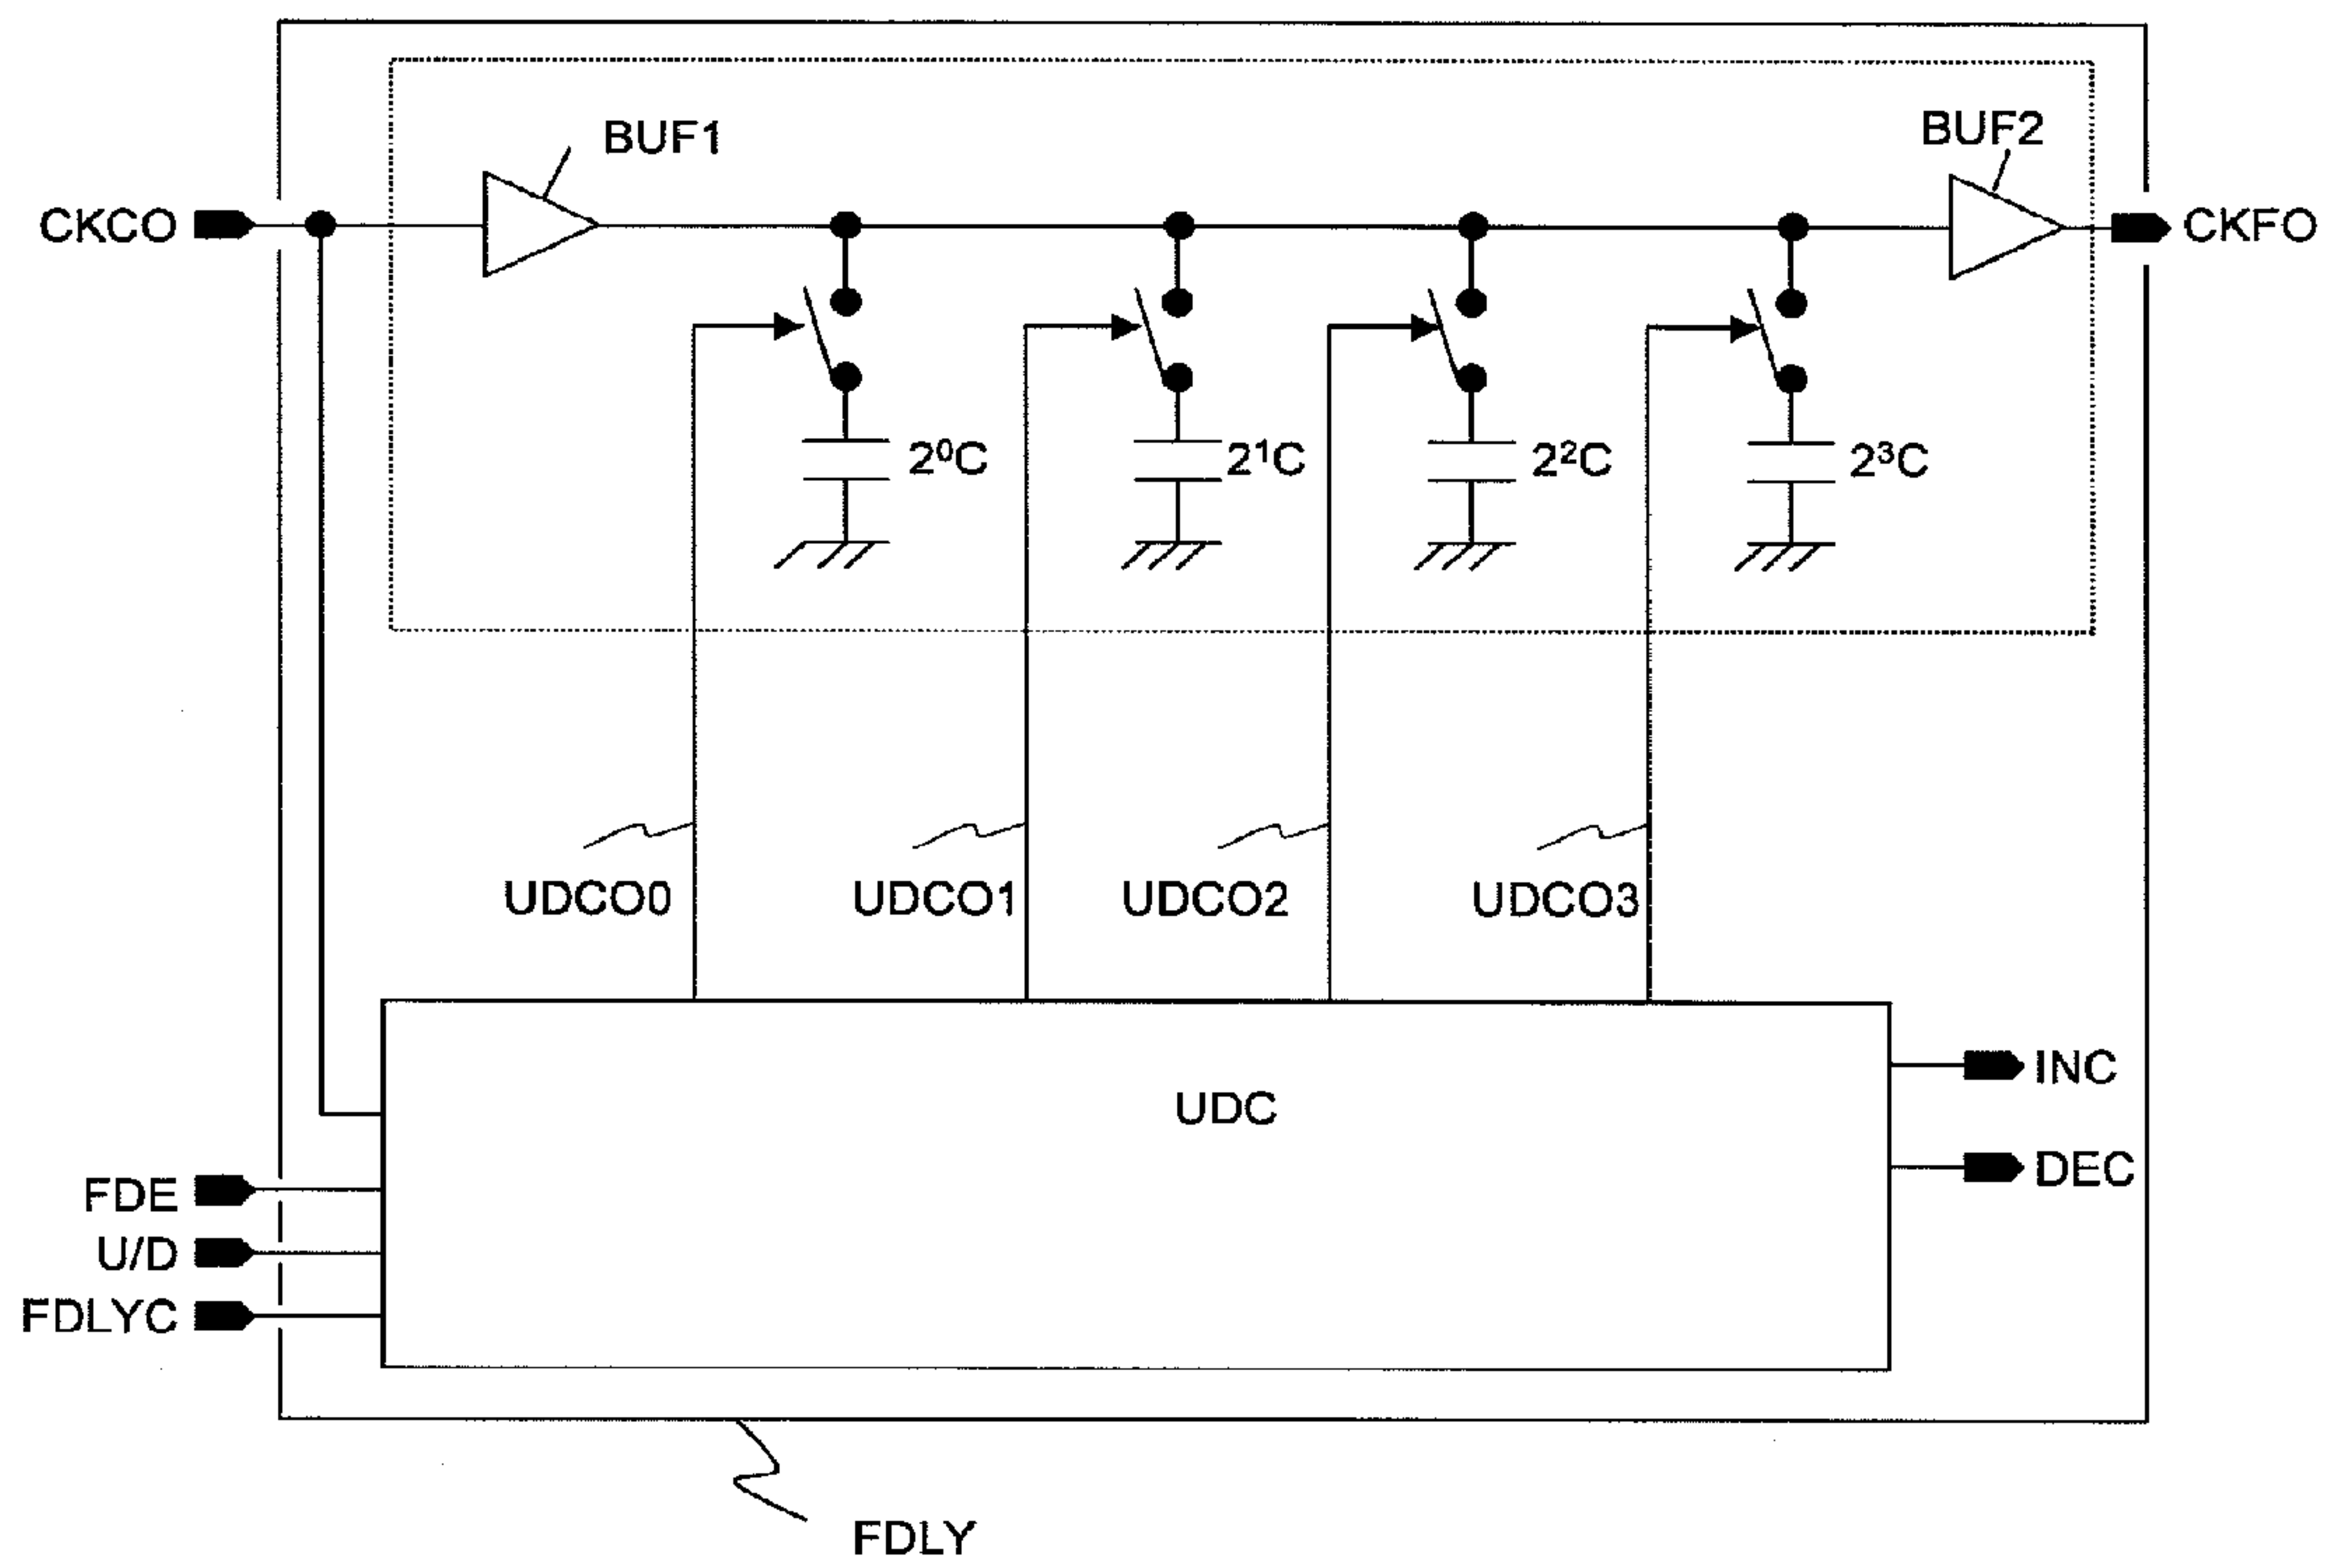 BUF1
BUF2
CKCO
CKFO
2⁰C
2¹C
2²C
2³C
UDCO0
UDCO1
UDCO2
UDCO3
UDC
INC
DEC
FDE
U/D
FDLYC
FDLY